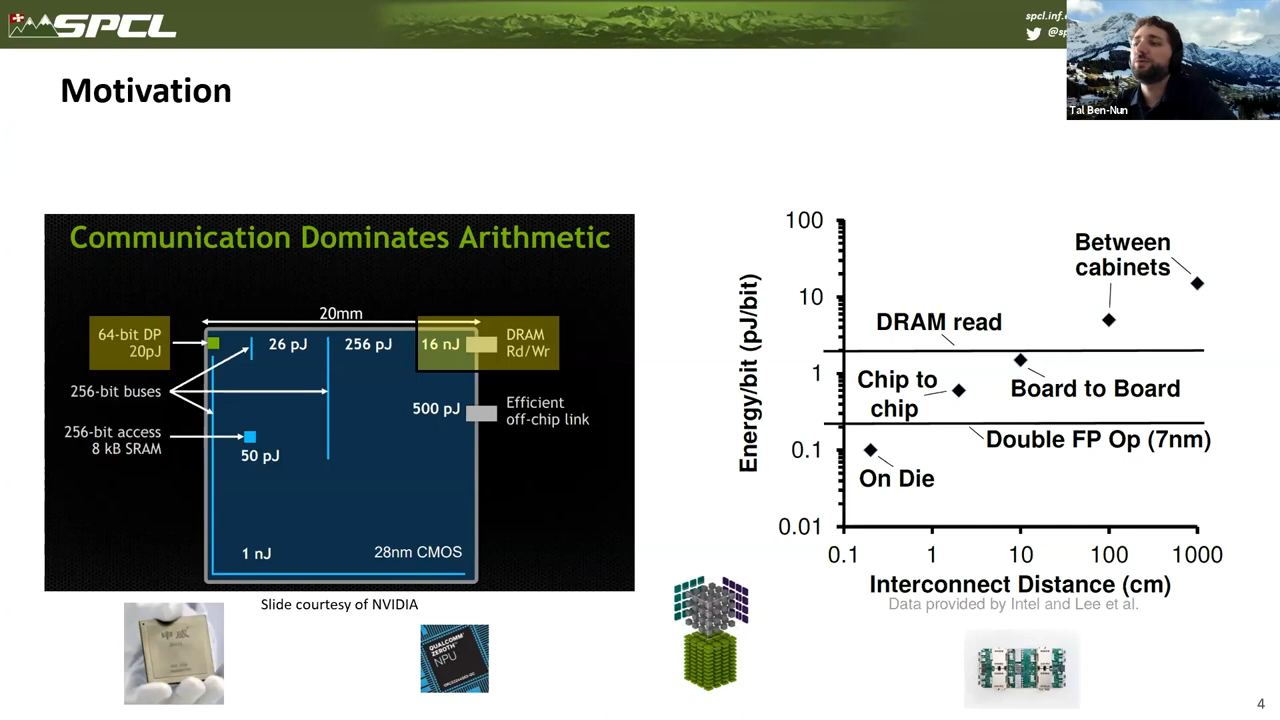 SPCL
spcl.inf.
@sp
Tal Ben-Nun
Motivation
Communication Dominates Arithmetic
20mm
64-bit DP
20pJ
26 pJ
256 pJ
16 nJ
DRAM
Rd/Wr
256-bit buses
500 pJ
Efficient
off-chip link
256-bit access
8 kB SRAM
50 pJ
1 nJ
28nm CMOS
Slide courtesy of NVIDIA
Energy/bit (pJ/bit)
100
10
1
0.1
0.01
0.1
1
10
100
1000
Interconnect Distance (cm)
Between
cabinets
DRAM read
Board to Board
Chip to
chip
Double FP Op (7nm)
On Die
Data provided by Intel and Lee et al.
申威
QUALCOMM
ZEROTH
NPU
4